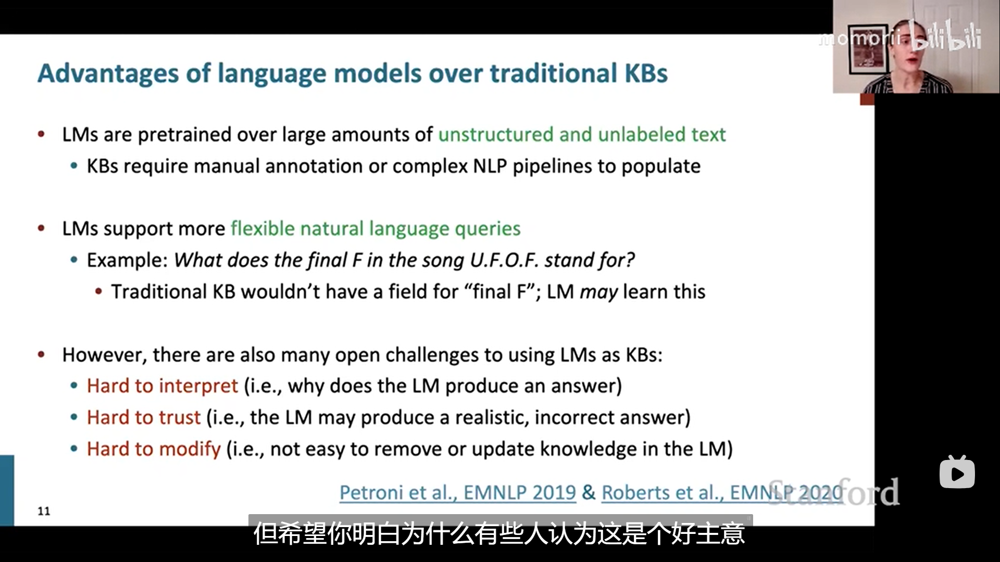 momorii bilibili
Advantages of language models over traditional KBs
• LMs are pretrained over large amounts of unstructured and unlabeled text
• KBs require manual annotation or complex NLP pipelines to populate
• LMs support more flexible natural language queries
• Example: What does the final F in the song U.F.O.F. stand for?
• Traditional KB wouldn’t have a field for “final F”; LM may learn this
• However, there are also many open challenges to using LMs as KBs:
• Hard to interpret (i.e., why does the LM produce an answer)
• Hard to trust (i.e., the LM may produce a realistic, incorrect answer)
• Hard to modify (i.e., not easy to remove or update knowledge in the LM)
Petroni et al., EMNLP 2019 & Roberts et al., EMNLP 2020
Stanford
11
但希望你明白为什么有些人认为这是个好主意